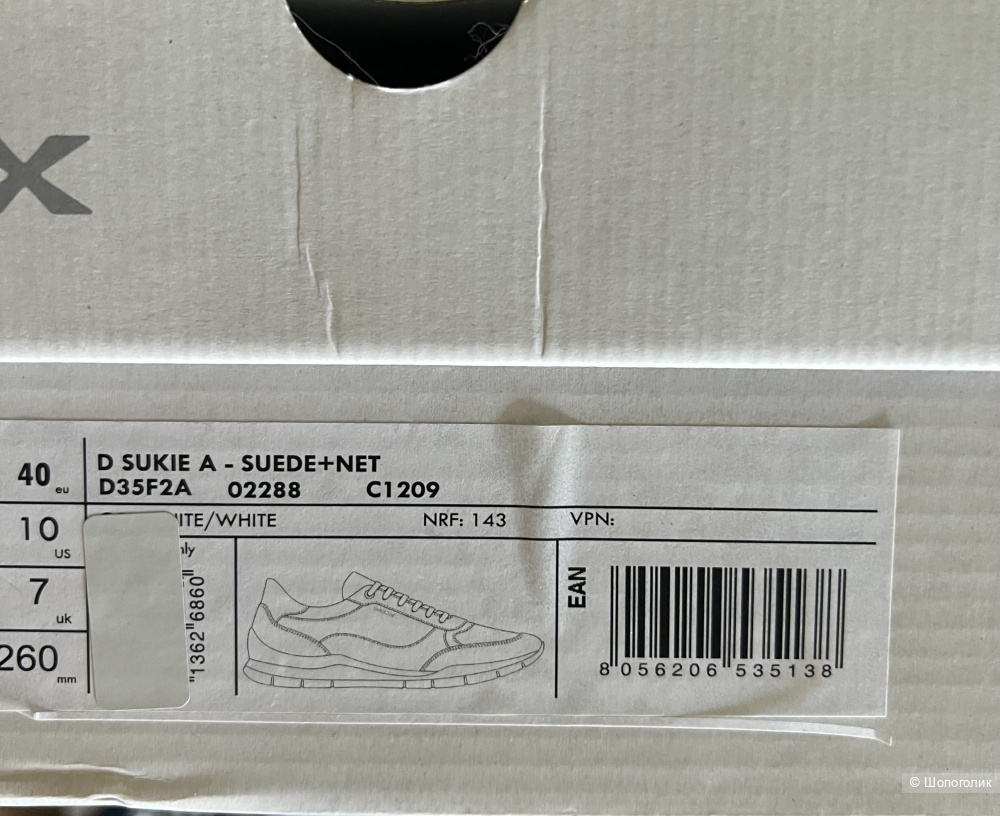 X
40 eu
D SUKIE A - SUEDE+NET
D35F2A 02288 C1209
10 US
/WHITE
NRF: 143
VPN:
7 uk
260 mm
"1362"6860"
EAN
8 056206 535138
© Шопоголик